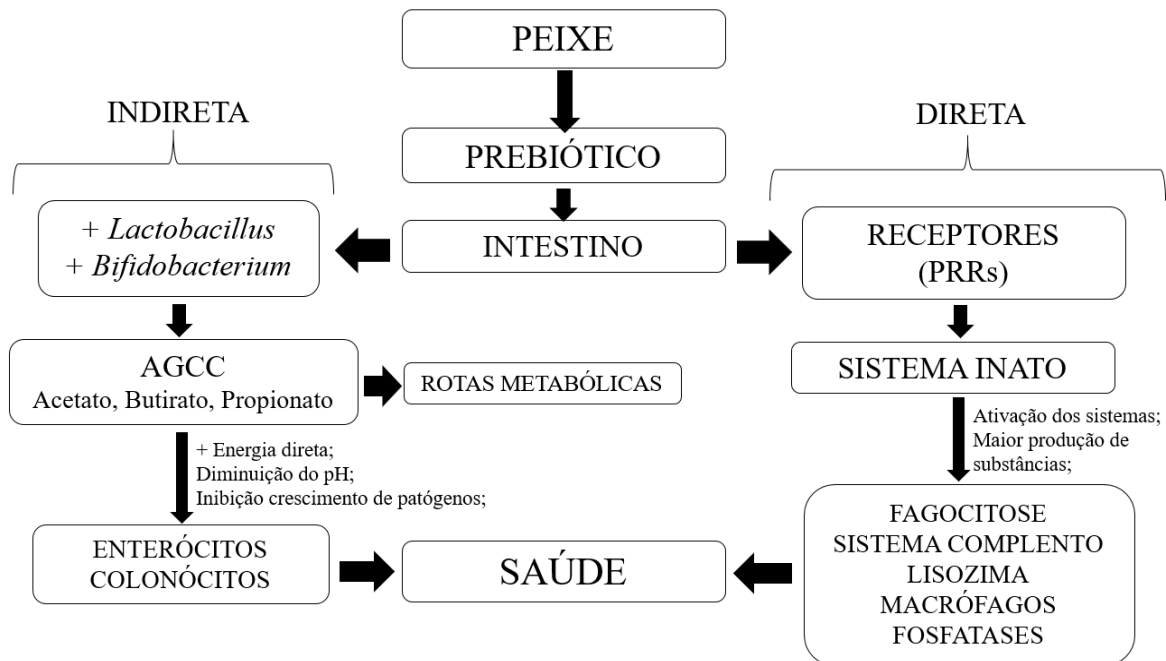 PEIXE
INDIRETA
DIRETA
PREBIÓTICO
+ Lactobacillus
+ Bifidobacterium
INTESTINO
RECEPTORES
(PRRs)
AGCC
Acetato, Butirato, Propionato
ROTAS METABÓLICAS
SISTEMA INATO
+ Energia direta;
Diminuição do pH;
Inibição crescimento de patógenos;
Ativação dos sistemas;
Maior produção de
substâncias;
ENTERÓCITOS
COLONÓCITOS
SAÚDE
FAGOCITOSE
SISTEMA COMPLENTO
LISOZIMA
MACRÓFAGOS
FOSFATASES